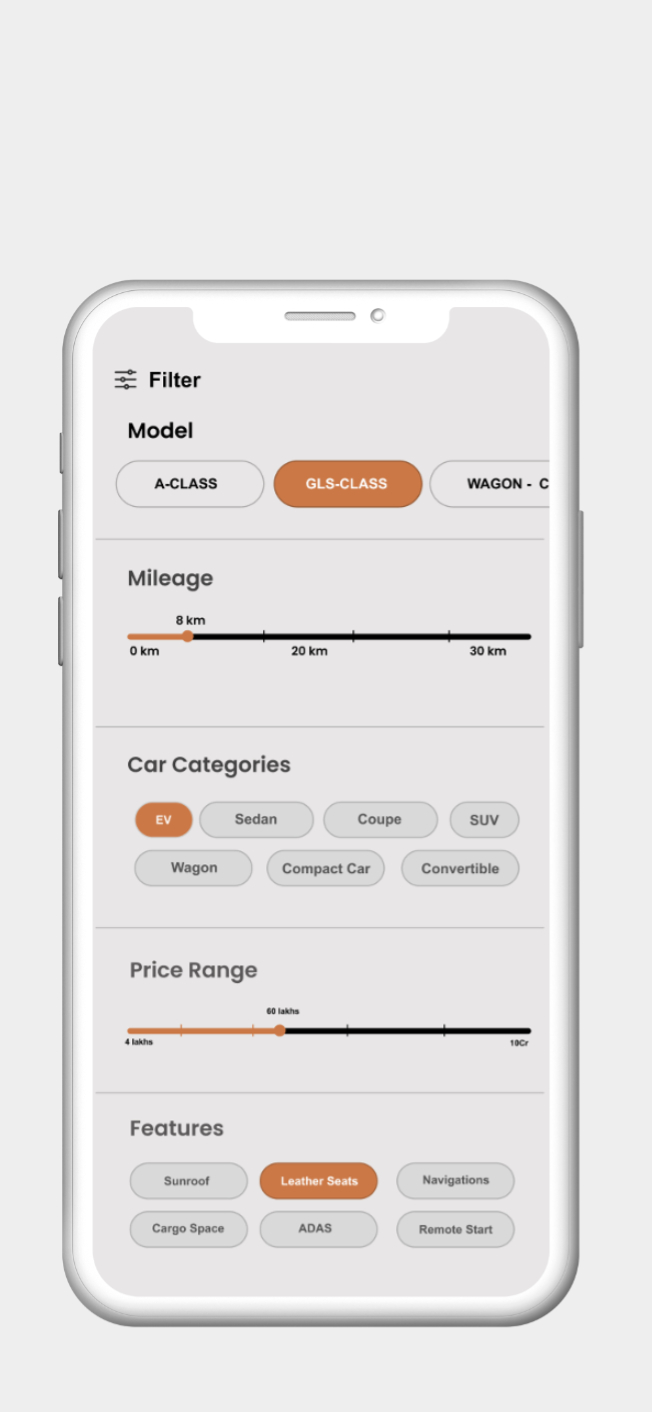 Filter
Model
A-CLASS GLS-CLASS WAGON - C
Mileage
8 km
0 km 20 km 30 km
Car Categories
EV Sedan Coupe SUV
Wagon Compact Car Convertible
Price Range
60 lakhs
4 lakhs 10Cr
Features
Sunroof Leather Seats Navigations
Cargo Space ADAS Remote Start